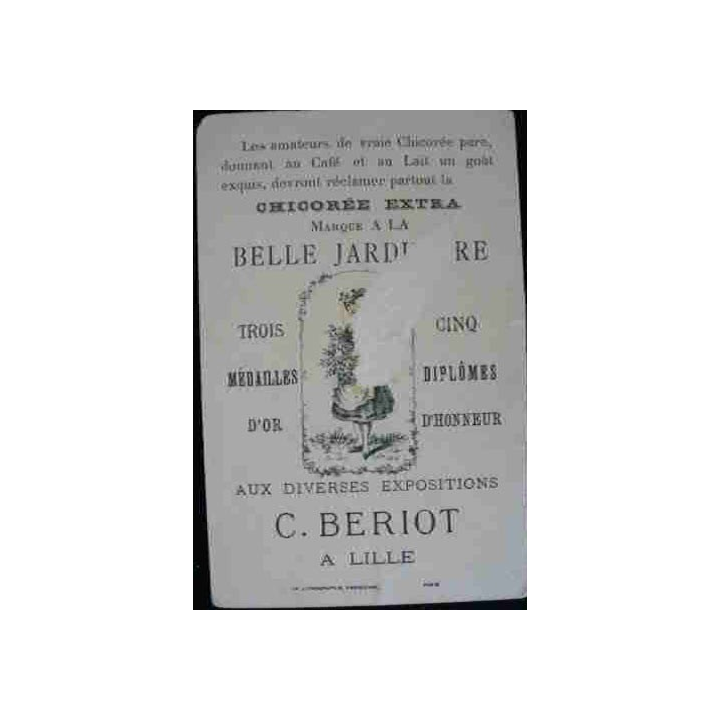 Les amateurs de vraie Chicorée pure,
donnant au Café et au Lait un goût
exquis, devront réclamer partout la
CHICORÉE EXTRA
MARQUE A LA
BELLE JARDI RE
TROIS
MÉDAILLES
D'OR
CINQ
DIPLÔMES
D'HONNEUR
AUX DIVERSES EXPOSITIONS
C. BERIOT
A LILLE